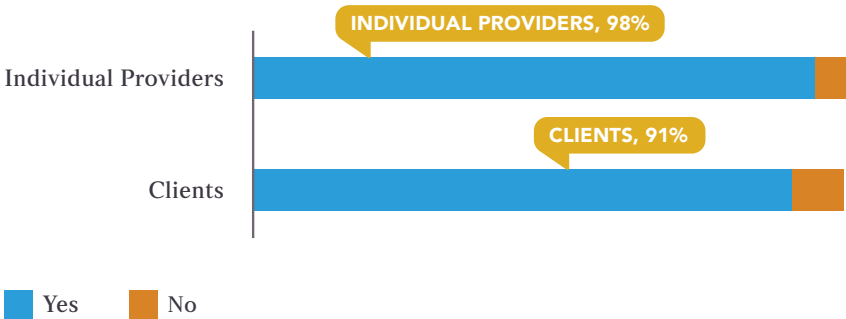 INDIVIDUAL PROVIDERS, 98%
Individual Providers
CLIENTS, 91%
Clients
Yes
No